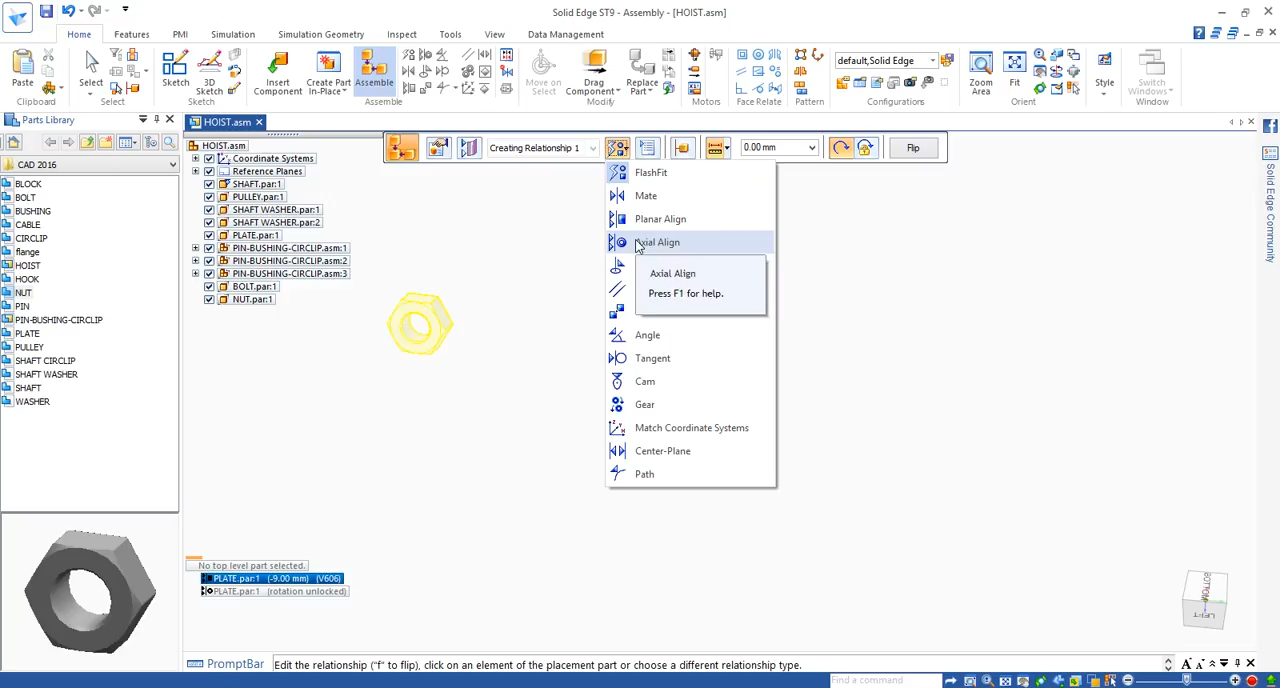 Solid Edge ST9 - Assembly - [HOIST.asm]
Home Features PMI Simulation Simulation Geometry Inspect Tools View Data Management
Paste Select Sketch 3D Sketch Insert Component Create Part In-Place Assemble Move on Select Drag Component Replace Part default,Solid Edge Zoom Area Fit Style Switch Windows
Clipboard Select Sketch Assemble Modify Motors Face Relate Pattern Configurations Orient Window
Parts Library
HOIST.asm
CAD 2016
BLOCK
BOLT
BUSHING
CABLE
CIRCLIP
flange
HOIST
HOOK
NUT
PIN
PIN-BUSHING-CIRCLIP
PLATE
PULLEY
SHAFT CIRCLIP
SHAFT WASHER
SHAFT
WASHER
HOIST.asm
Coordinate Systems
Reference Planes
SHAFT.par:1
PULLEY.par:1
SHAFT WASHER.par:1
SHAFT WASHER.par:2
PLATE.par:1
PIN-BUSHING-CIRCLIP.asm:1
PIN-BUSHING-CIRCLIP.asm:2
PIN-BUSHING-CIRCLIP.asm:3
BOLT.par:1
NUT.par:1
Creating Relationship 1 0.00 mm Flip
FlashFit
Mate
Planar Align
Axial Align
Axial Align
Press F1 for help.
Angle
Tangent
Cam
Gear
Match Coordinate Systems
Center-Plane
Path
No top level part selected.
PLATE.par:1 (-9.00 mm) (V606)
PLATE.par:1 (rotation unlocked)
BOTTOM
LEFT
Solid Edge Community
PromptBar
Edit the relationship ("f" to flip), click on an element of the placement part or choose a different relationship type.
Find a command